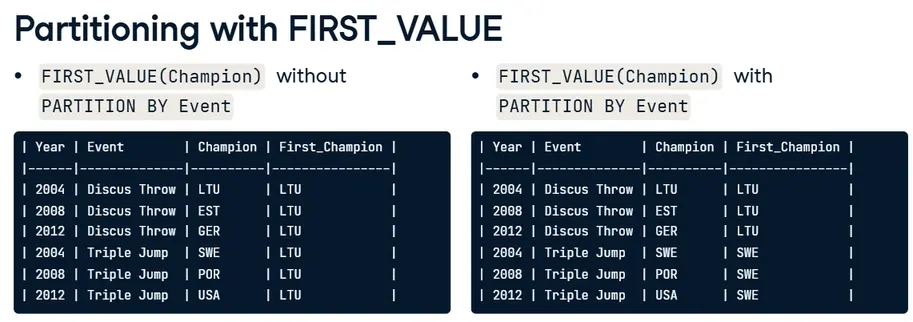 Partitioning with FIRST_VALUE
• FIRST_VALUE(Champion) without
PARTITION BY Event
| Year | Event        | Champion | First_Champion |
|------|--------------|----------|----------------|
| 2004 | Discus Throw | LTU      | LTU            |
| 2008 | Discus Throw | EST      | LTU            |
| 2012 | Discus Throw | GER      | LTU            |
| 2004 | Triple Jump  | SWE      | LTU            |
| 2008 | Triple Jump  | POR      | LTU            |
| 2012 | Triple Jump  | USA      | LTU            |
• FIRST_VALUE(Champion) with
PARTITION BY Event
| Year | Event        | Champion | First_Champion |
|------|--------------|----------|----------------|
| 2004 | Discus Throw | LTU      | LTU            |
| 2008 | Discus Throw | EST      | LTU            |
| 2012 | Discus Throw | GER      | LTU            |
| 2004 | Triple Jump  | SWE      | SWE            |
| 2008 | Triple Jump  | POR      | SWE            |
| 2012 | Triple Jump  | USA      | SWE            |